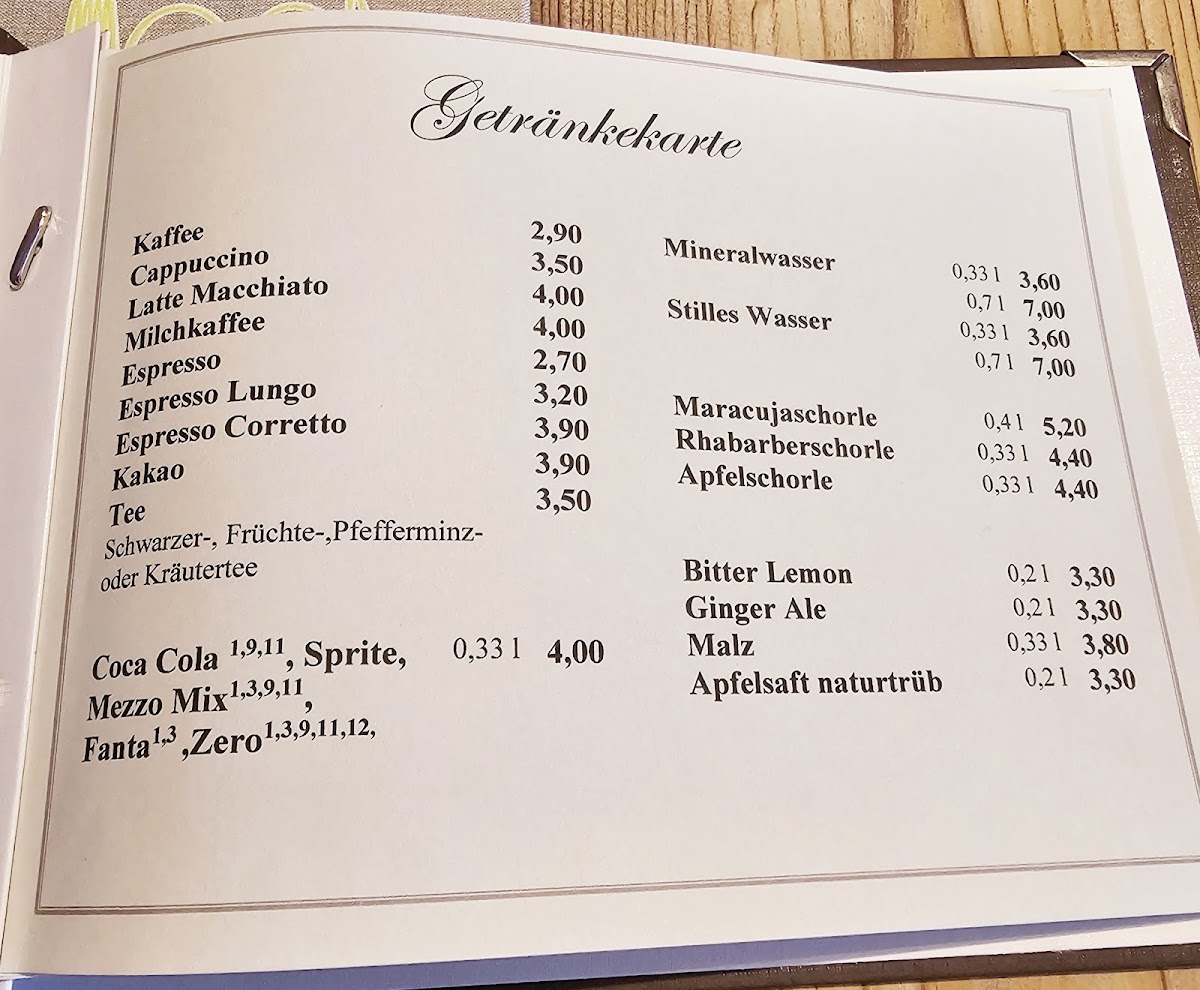 Getränkekarte
Kaffee 2,90
Cappuccino 3,50
Latte Macchiato 4,00
Milchkaffee 4,00
Espresso 2,70
Espresso Lungo 3,20
Espresso Corretto 3,90
Kakao 3,90
Tee 3,50
Schwarzer-, Früchte-,Pfefferminz-
oder Kräutertee
Coca Cola 1,9,11, Sprite, 0,33 l 4,00
Mezzo Mix1,3,9,11,
Fanta1,3 ,Zero1,3,9,11,12,
Mineralwasser 0,33 l 3,60
0,7 l 7,00
Stilles Wasser 0,33 l 3,60
0,7 l 7,00
Maracujaschorle 0,4 l 5,20
Rhabarberschorle 0,33 l 4,40
Apfelschorle 0,33 l 4,40
Bitter Lemon 0,2 l 3,30
Ginger Ale 0,2 l 3,30
Malz 0,33 l 3,80
Apfelsaft naturtrüb 0,2 l 3,30